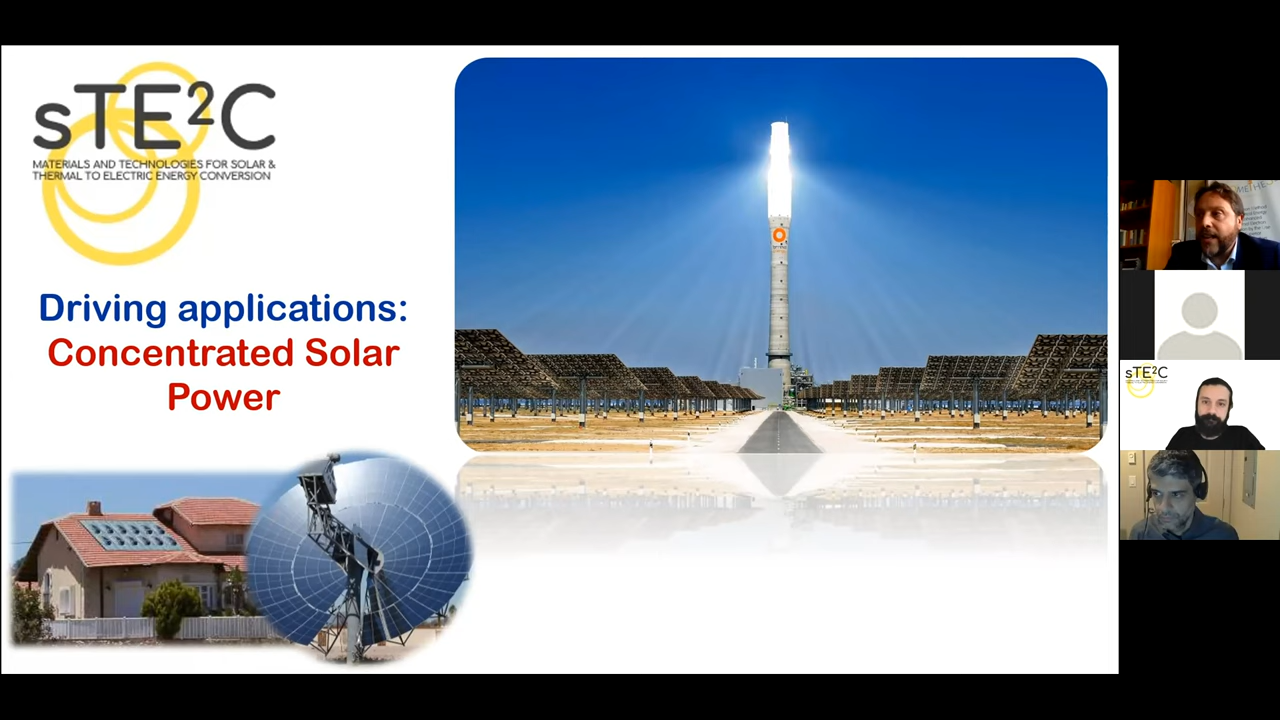 sTE²C
MATERIALS AND TECHNOLOGIES FOR SOLAR &
THERMAL TO ELECTRIC ENERGY CONVERSION
Driving applications:
Concentrated Solar
Power
sTE²C